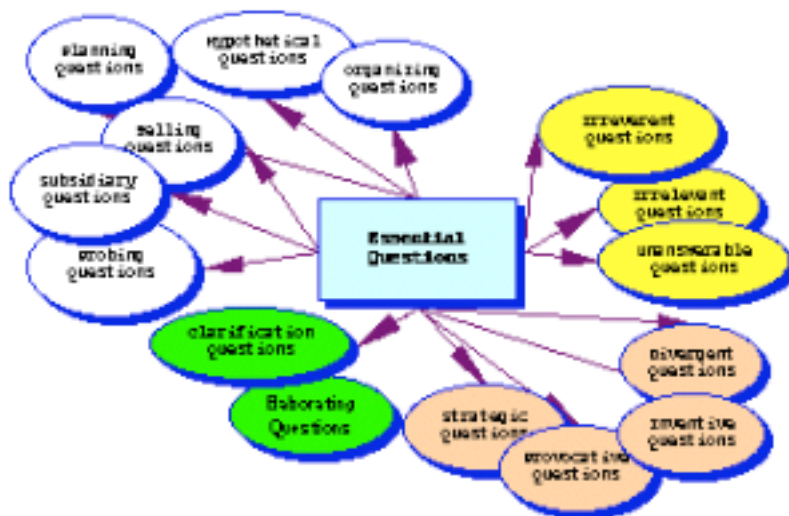 Planning
Questions
Hypothetical
Questions
Organizing
Questions
Selling
Questions
Subsidiary
Questions
Probing
Questions
Essential
Questions
Irreverent
Questions
Irrelevant
Questions
Unanswerable
Questions
Clarification
Questions
Elaborating
Questions
Strategic
Questions
Provocative
Questions
Divergent
Questions
Inventive
Questions